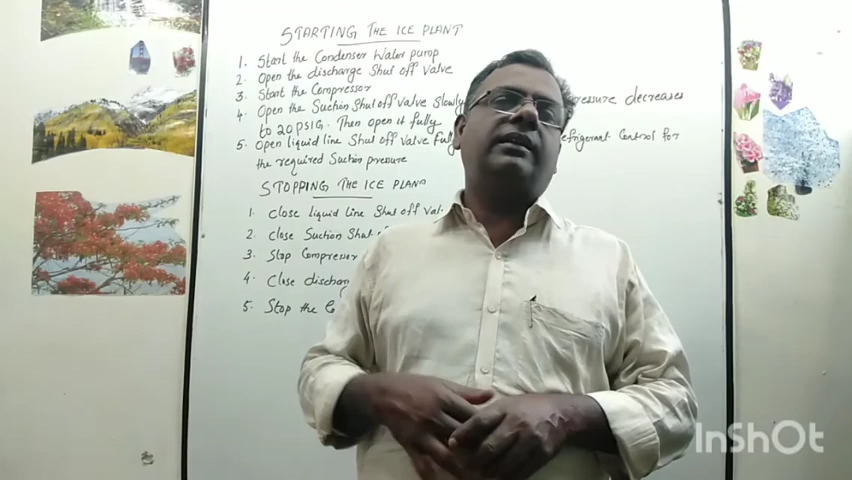 STARTING THE ICE PLANT
1. Start the Condenser Water pump
2. Open the discharge Shut off valve
3. Start the Compressor
4. Open the Suction Shut off valve slowly pressure decreases
to 20 PSIG. Then open it fully
5. Open liquid line Shut off valve refrigerant Control for
the required Suction pressure
STOPPING THE ICE PLANT
1. Close liquid line Shut off
2. Close Suction Shut
3. Stop Compressor
4. Close
5. Stop the
InShOt